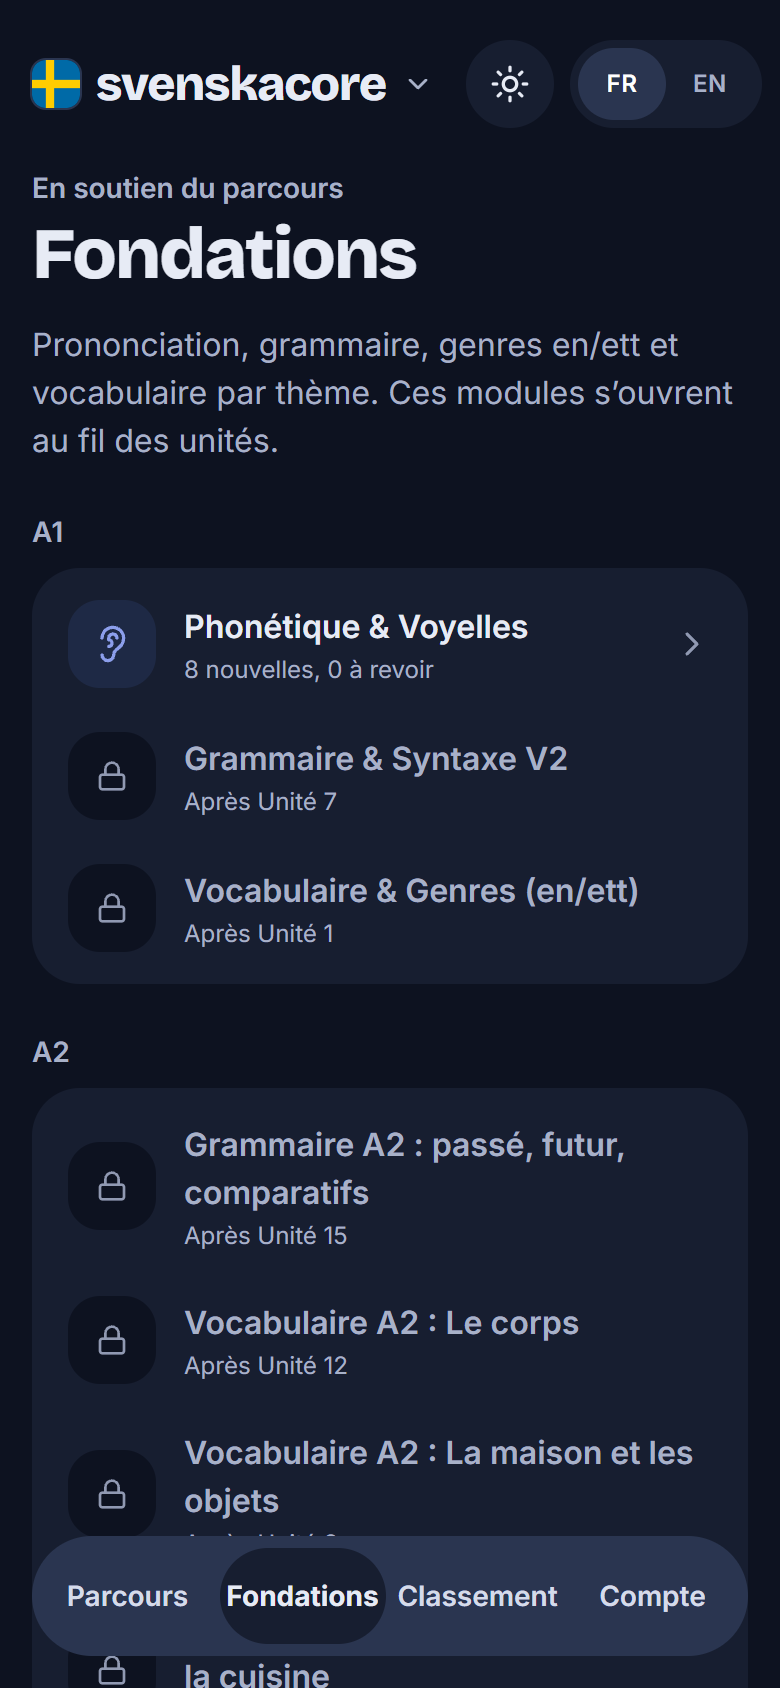 svenskacore
FR
EN
En soutien du parcours
Fondations
Prononciation, grammaire, genres en/ett et
vocabulaire par thème. Ces modules s’ouvrent
au fil des unités.
A1
Phonétique & Voyelles
8 nouvelles, 0 à revoir
Grammaire & Syntaxe V2
Après Unité 7
Vocabulaire & Genres (en/ett)
Après Unité 1
A2
Grammaire A2 : passé, futur,
comparatifs
Après Unité 15
Vocabulaire A2 : Le corps
Après Unité 12
Vocabulaire A2 : La maison et les
objets
Parcours
Fondations
Classement
Compte
la cuisine